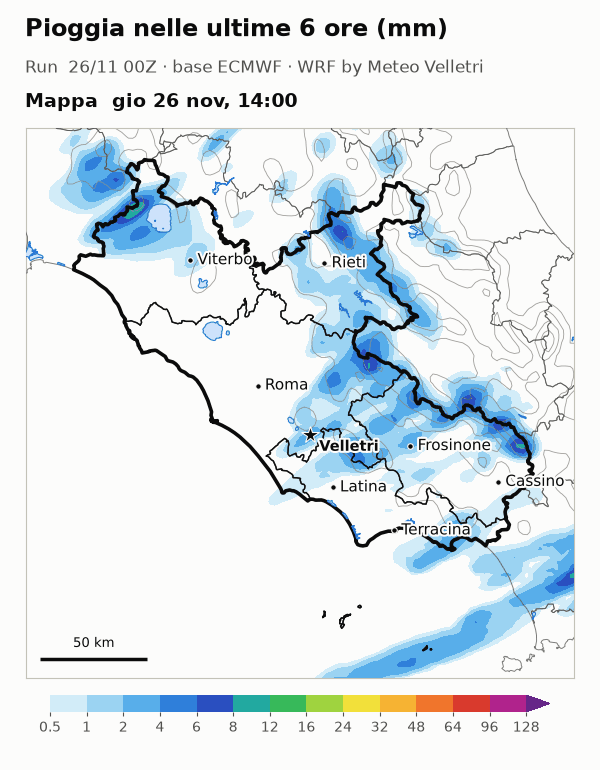 Pioggia nelle ultime 6 ore (mm)
Run 26/11 00Z · base ECMWF · WRF by Meteo Velletri
Mappa gio 26 nov, 14:00
Viterbo
Rieti
Roma
Velletri
Frosinone
Cassino
Latina
Terracina
50 km
0.5 1 2 4 6 8 12 16 24 32 48 64 96 128